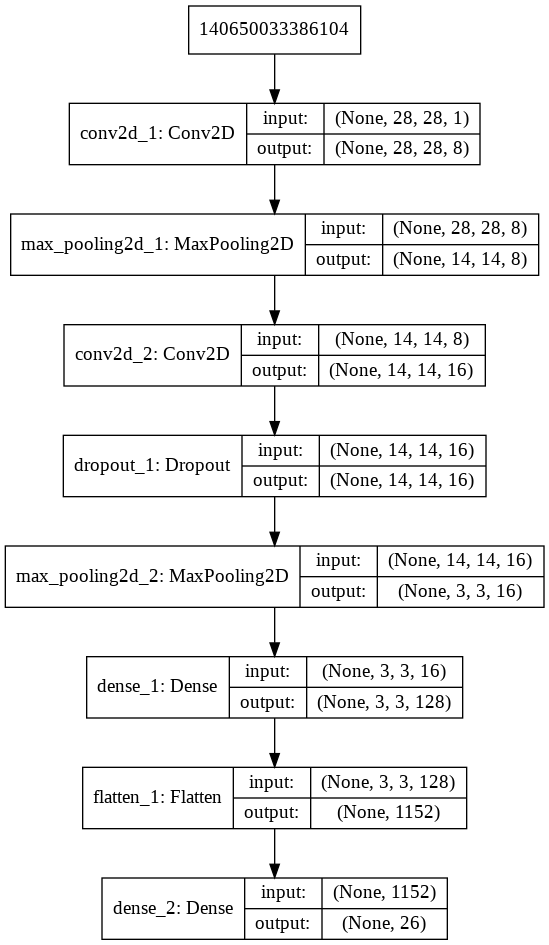 140650033386104
conv2d_1: Conv2D
input: (None, 28, 28, 1)
output: (None, 28, 28, 8)
max_pooling2d_1: MaxPooling2D
input: (None, 28, 28, 8)
output: (None, 14, 14, 8)
conv2d_2: Conv2D
input: (None, 14, 14, 8)
output: (None, 14, 14, 16)
dropout_1: Dropout
input: (None, 14, 14, 16)
output: (None, 14, 14, 16)
max_pooling2d_2: MaxPooling2D
input: (None, 14, 14, 16)
output: (None, 3, 3, 16)
dense_1: Dense
input: (None, 3, 3, 16)
output: (None, 3, 3, 128)
flatten_1: Flatten
input: (None, 3, 3, 128)
output: (None, 1152)
dense_2: Dense
input: (None, 1152)
output: (None, 26)